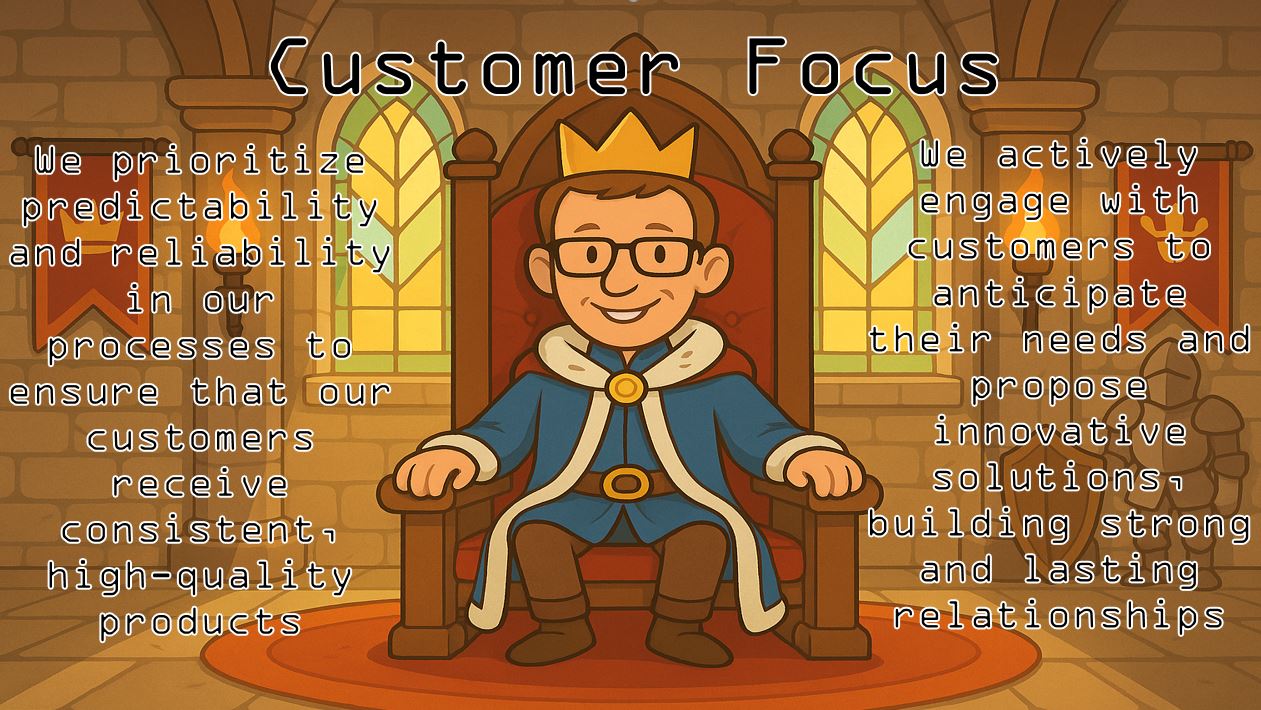 Customer Focus
We prioritize
predictability
and reliability
in our
processes to
ensure that our
customers
receive
consistent,
high-quality
products
We actively
engage with
customers to
anticipate
their needs and
propose
innovative
solutions,
building strong
and lasting
relationships